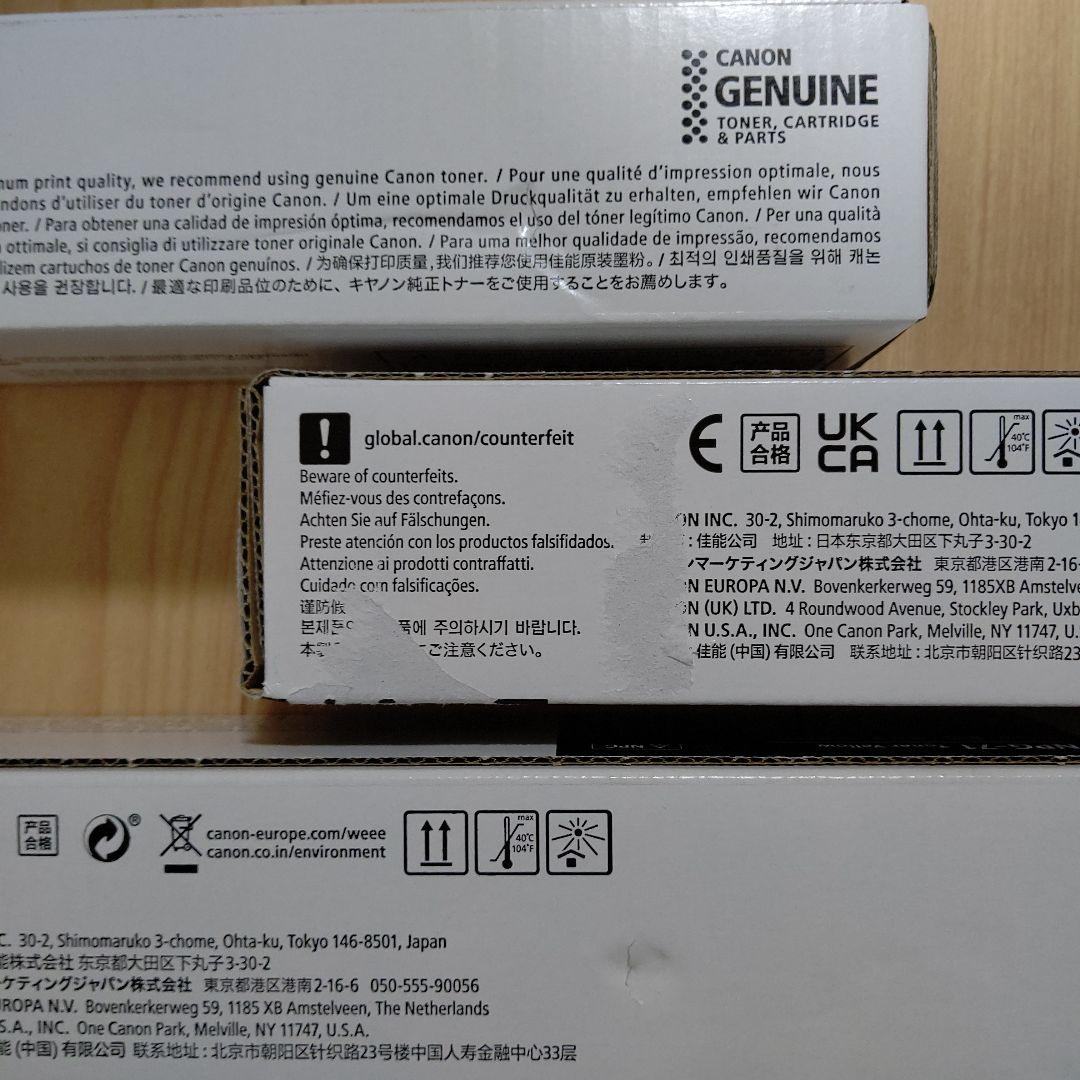 CANON
GENUINE
TONER, CARTRIDGE
& PARTS
num print quality, we recommend using genuine Canon toner. / Pour une qualité d'impression optimale, nous
ndons d'utiliser du toner d'origine Canon. / Um eine optimale Druckqualität zu erhalten, empfehlen wir Canon
ner. / Para obtener una calidad de impresión óptima, recomendamos el uso del tóner legítimo Canon. / Per una qualità
ottimale, si consiglia di utilizzare toner originale Canon. / Para uma melhor qualidade de impressão, recomendamos
lizem cartuchos de toner Canon genuínos. / 为确保打印质量,我们推荐您使用佳能原装墨粉。/ 최적의 인쇄품질을 위해 캐논
사용을 권장합니다. / 最適な印刷品位のために、キヤノン純正トナーをご使用することをお薦めします。
global.canon/counterfeit
Beware of counterfeits.
Méfiez-vous des contrefaçons.
Achten Sie auf Fälschungen.
Preste atención con los productos falsificados.
Attenzione ai prodotti contraffatti.
Cuidado com falsificações.
谨防假
본제품 품에 주의하시기 바랍니다.
本 ご注意ください。
CE 产品合格 UKCA max 40℃ 104°F
ON INC. 30-2, Shimomaruko 3-chome, Ohta-ku, Tokyo 1
: 佳能公司 地址 : 日本东京都大田区下丸子3-30-2
ンマーケティングジャパン株式会社 東京都港区港南2-16-
ON EUROPA N.V. Bovenkerkerweg 59, 1185XB Amstelve
ON (UK) LTD. 4 Roundwood Avenue, Stockley Park, Uxb
N U.S.A., INC. One Canon Park, Melville, NY 11747, U.
佳能 (中国) 有限公司 联系地址 : 北京市朝阳区针织路23
产品合格 ® canon-europe.com/weee
canon.co.in/environment
max 40℃ 104°F
C. 30-2, Shimomaruko 3-chome, Ohta-ku, Tokyo 146-8501, Japan
能株式会社 东京都大田区下丸子3-30-2
ーケティングジャパン株式会社 東京都港区港南2-16-6 050-555-90056
UROPA N.V. Bovenkerkerweg 59, 1185 XB Amstelveen, The Netherlands
S.A., INC. One Canon Park, Melville, NY 11747, U.S.A.
能 (中国) 有限公司 联系地址 : 北京市朝阳区针织路23号楼中国人寿金融中心33层